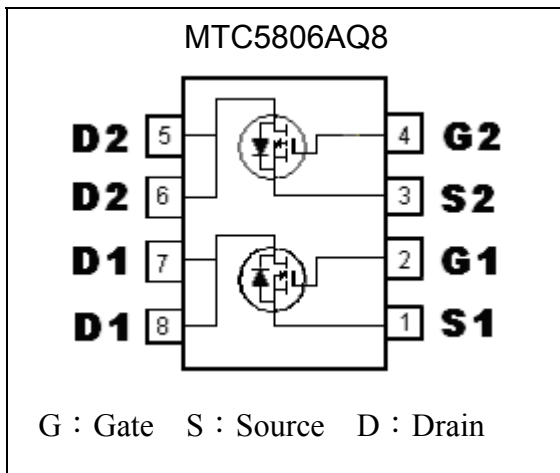 MTC5806AQ8
D2 5 4 G2
D2 6 3 S2
D1 7 2 G1
D1 8 1 S1
G：Gate S：Source D：Drain